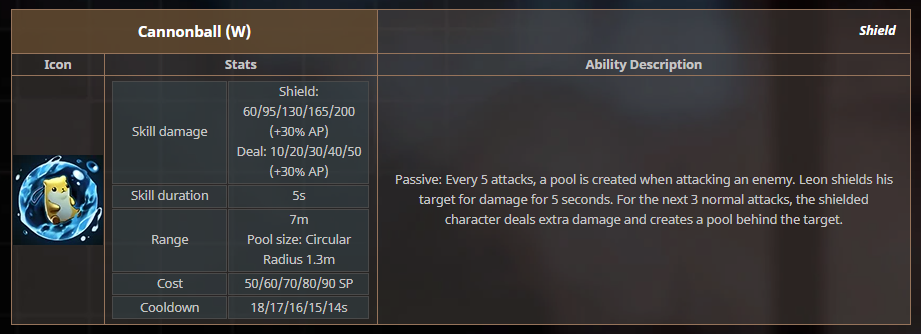 Cannonball (W)
Shield
Icon
Stats
Ability Description
Skill damage
Shield:
60/95/130/165/200
(+30% AP)
Deal: 10/20/30/40/50
(+30% AP)
Skill duration
5s
Range
7m
Pool size: Circular
Radius 1.3m
Cost
50/60/70/80/90 SP
Cooldown
18/17/16/15/14s
Passive: Every 5 attacks, a pool is created when attacking an enemy. Leon shields his
target for damage for 5 seconds. For the next 3 normal attacks, the shielded
character deals extra damage and creates a pool behind the target.